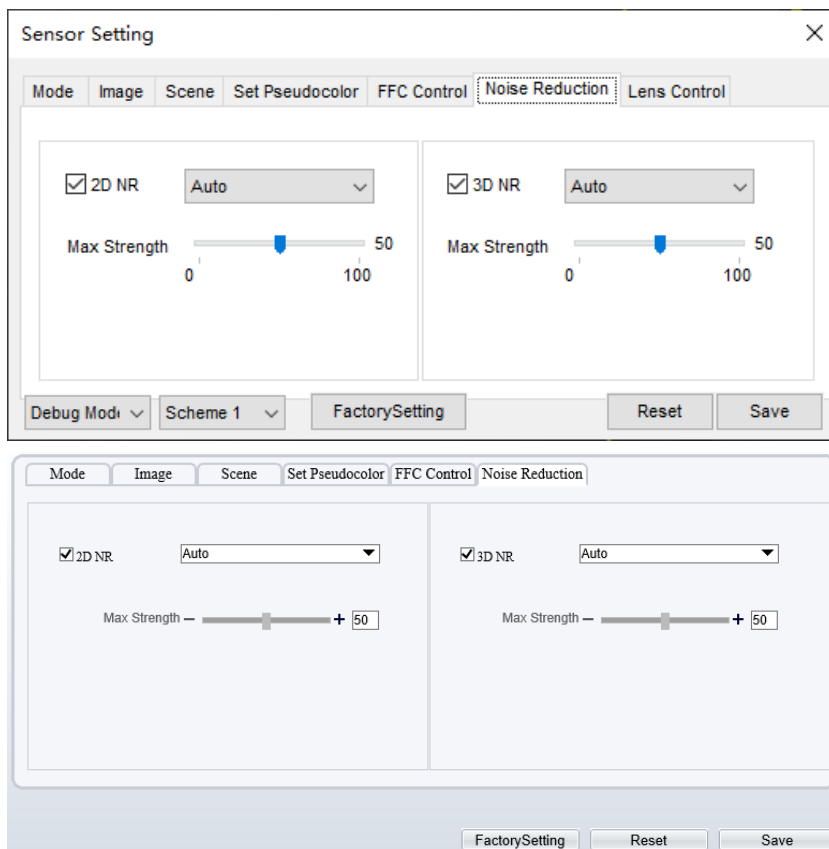 Sensor Setting
Mode Image Scene Set Pseudocolor FFC Control Noise Reduction Lens Control
2D NR Auto 3D NR Auto
Max Strength 50 Max Strength 50
0 100 0 100
Debug Mod Scheme 1 FactorySetting Reset Save
Mode Image Scene Set Pseudocolor FFC Control Noise Reduction
2D NR Auto 3D NR Auto
Max Strength − + 50 Max Strength − + 50
FactorySetting Reset Save